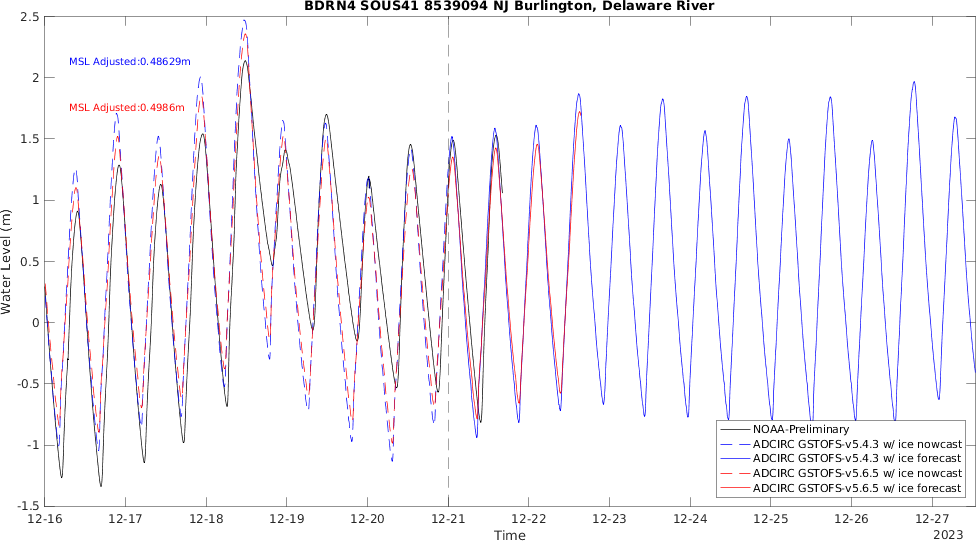 BDRN4 SOUS41 8539094 NJ Burlington, Delaware River
Water Level (m)
2.5
2
1.5
1
0.5
0
-0.5
-1
-1.5
MSL Adjusted:0.48629m
MSL Adjusted:0.4986m
NOAA-Preliminary
ADCIRC GSTOFS-v5.4.3 w/ ice nowcast
ADCIRC GSTOFS-v5.4.3 w/ ice forecast
ADCIRC GSTOFS-v5.6.5 w/ ice nowcast
ADCIRC GSTOFS-v5.6.5 w/ ice forecast
12-16 12-17 12-18 12-19 12-20 12-21 12-22 12-23 12-24 12-25 12-26 12-27
Time
2023